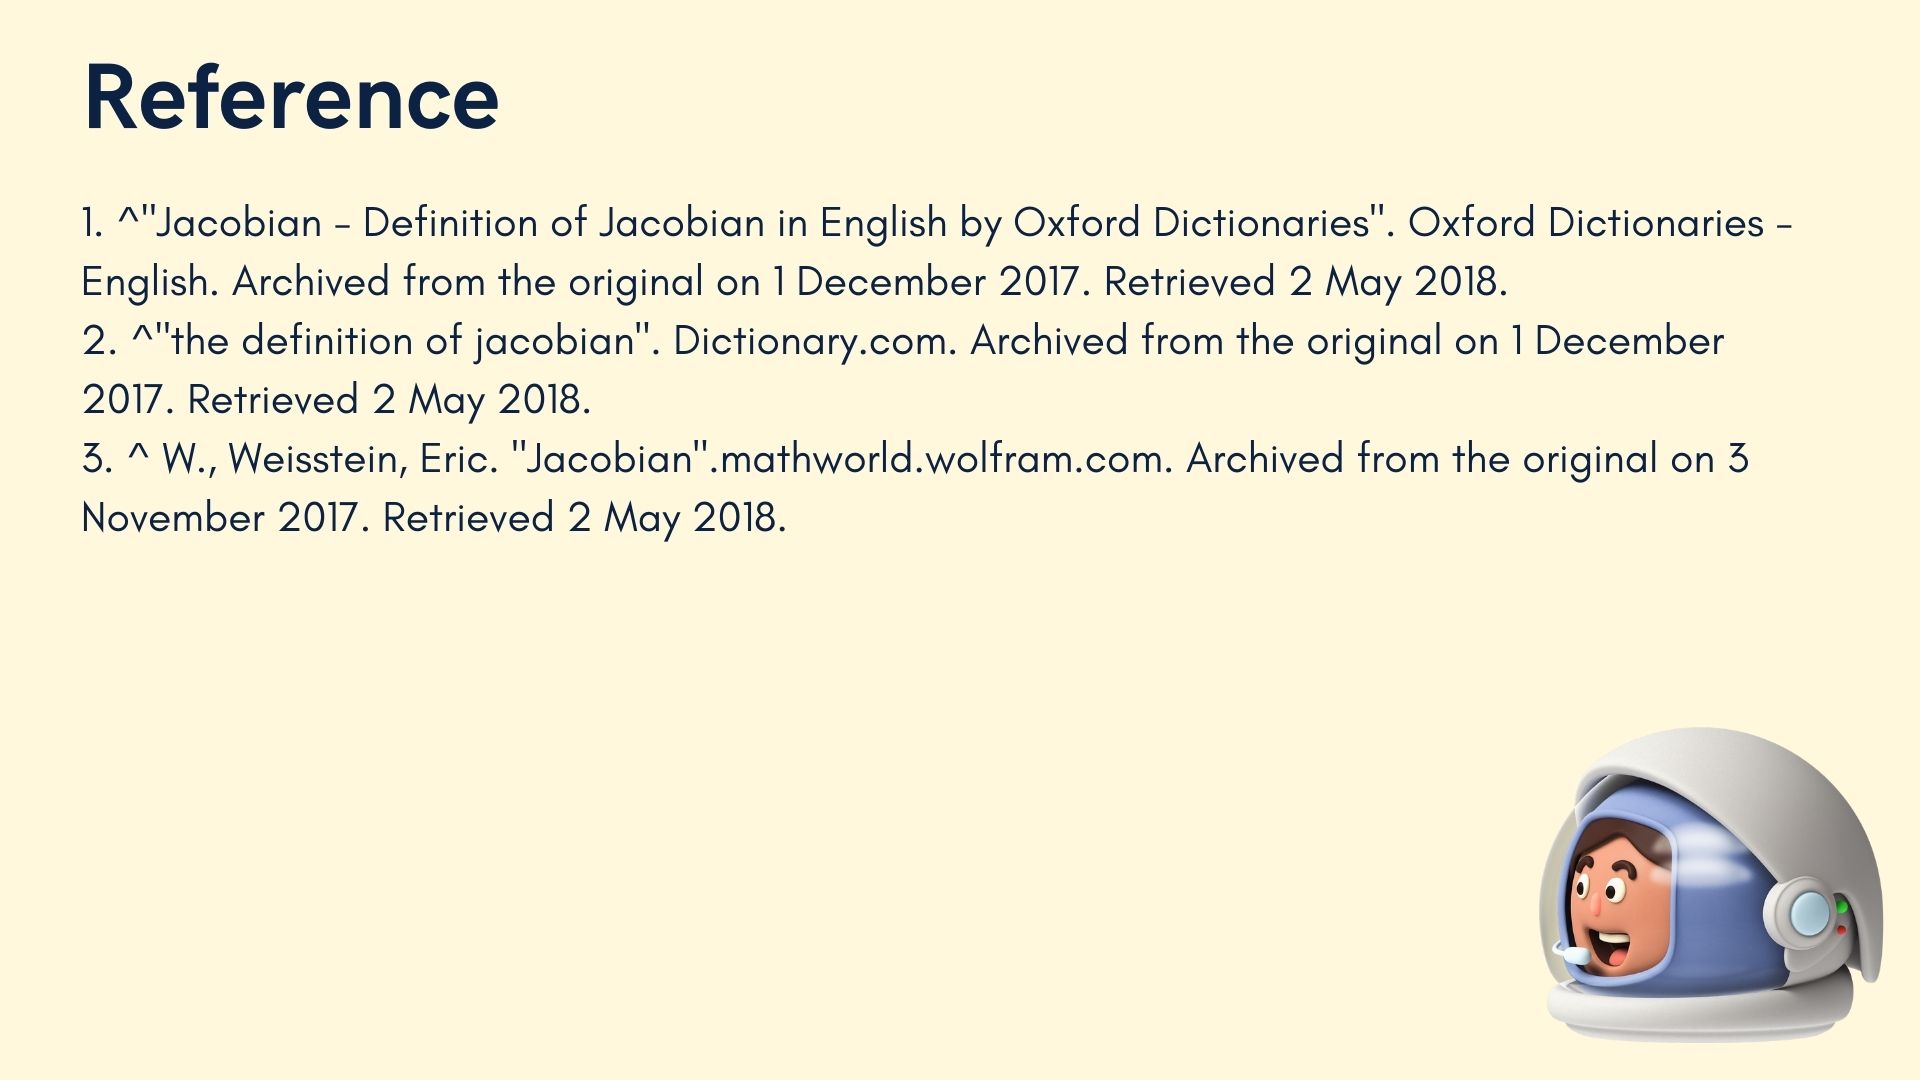 Reference
1. ^"Jacobian – Definition of Jacobian in English by Oxford Dictionaries". Oxford Dictionaries –
English. Archived from the original on 1 December 2017. Retrieved 2 May 2018.
2. ^"the definition of jacobian". Dictionary.com. Archived from the original on 1 December
2017. Retrieved 2 May 2018.
3. ^ W., Weisstein, Eric. "Jacobian".mathworld.wolfram.com. Archived from the original on 3
November 2017. Retrieved 2 May 2018.